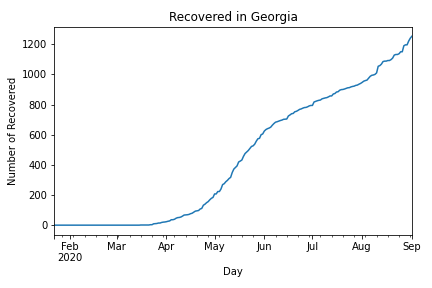 Recovered in Georgia
Number of Recovered
1200
1000
800
600
400
200
0
Feb
2020
Mar
Apr
May
Jun
Jul
Aug
Sep
Day